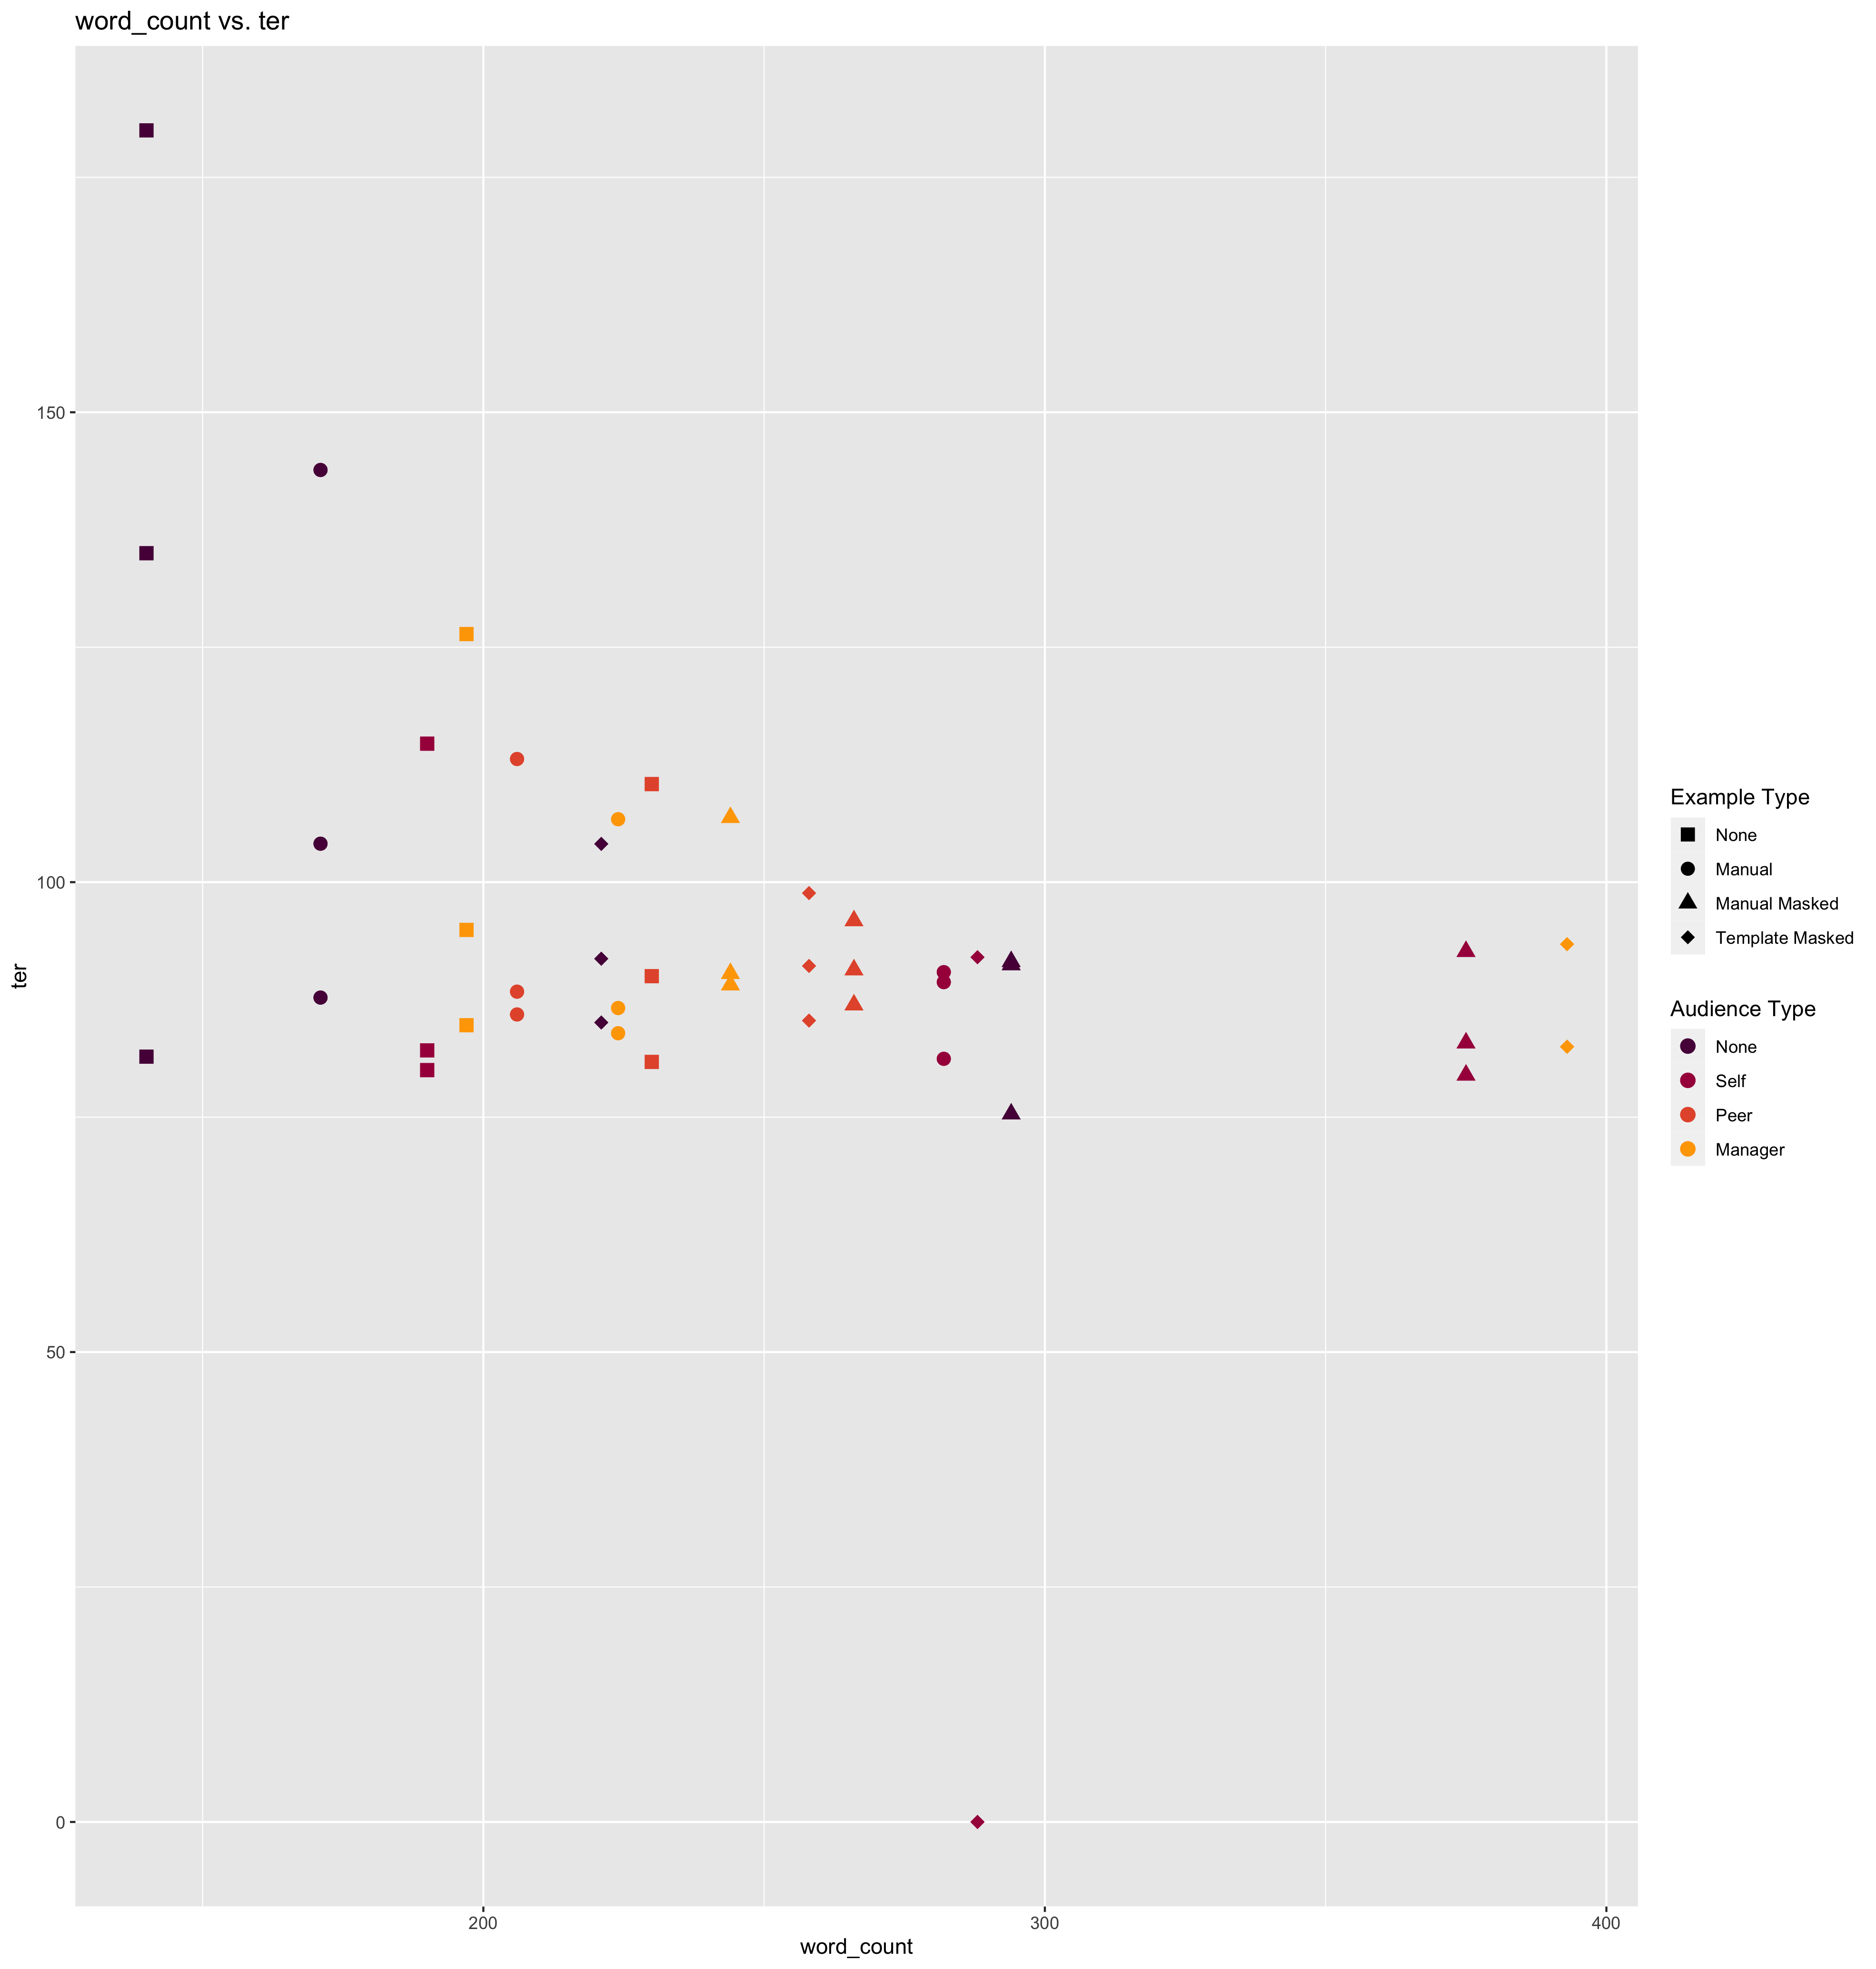 word_count vs. ter
ter
150
100
50
0
200
300
400
word_count
Example Type
None
Manual
Manual Masked
Template Masked
Audience Type
None
Self
Peer
Manager